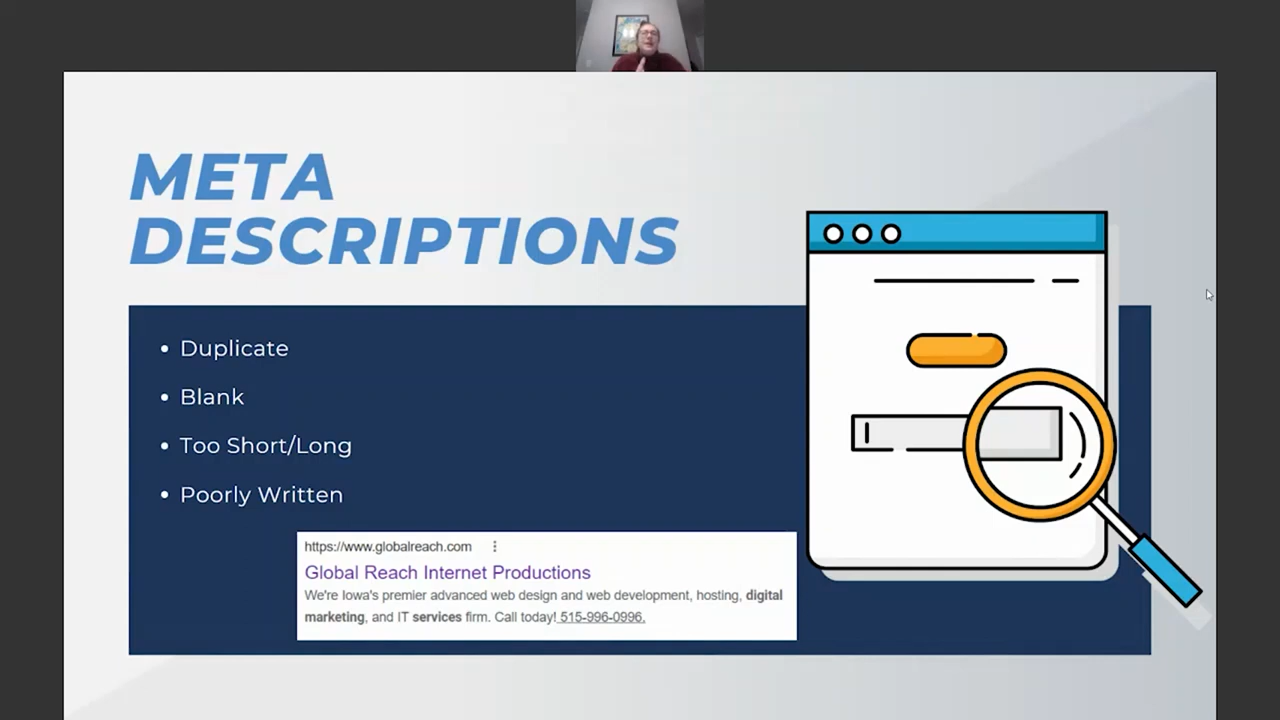 META
DESCRIPTIONS
• Duplicate
• Blank
• Too Short/Long
• Poorly Written
https://www.globalreach.com ⋮
Global Reach Internet Productions
We're Iowa's premier advanced web design and web development, hosting, digital
marketing, and IT services firm. Call today! 515-996-0996.